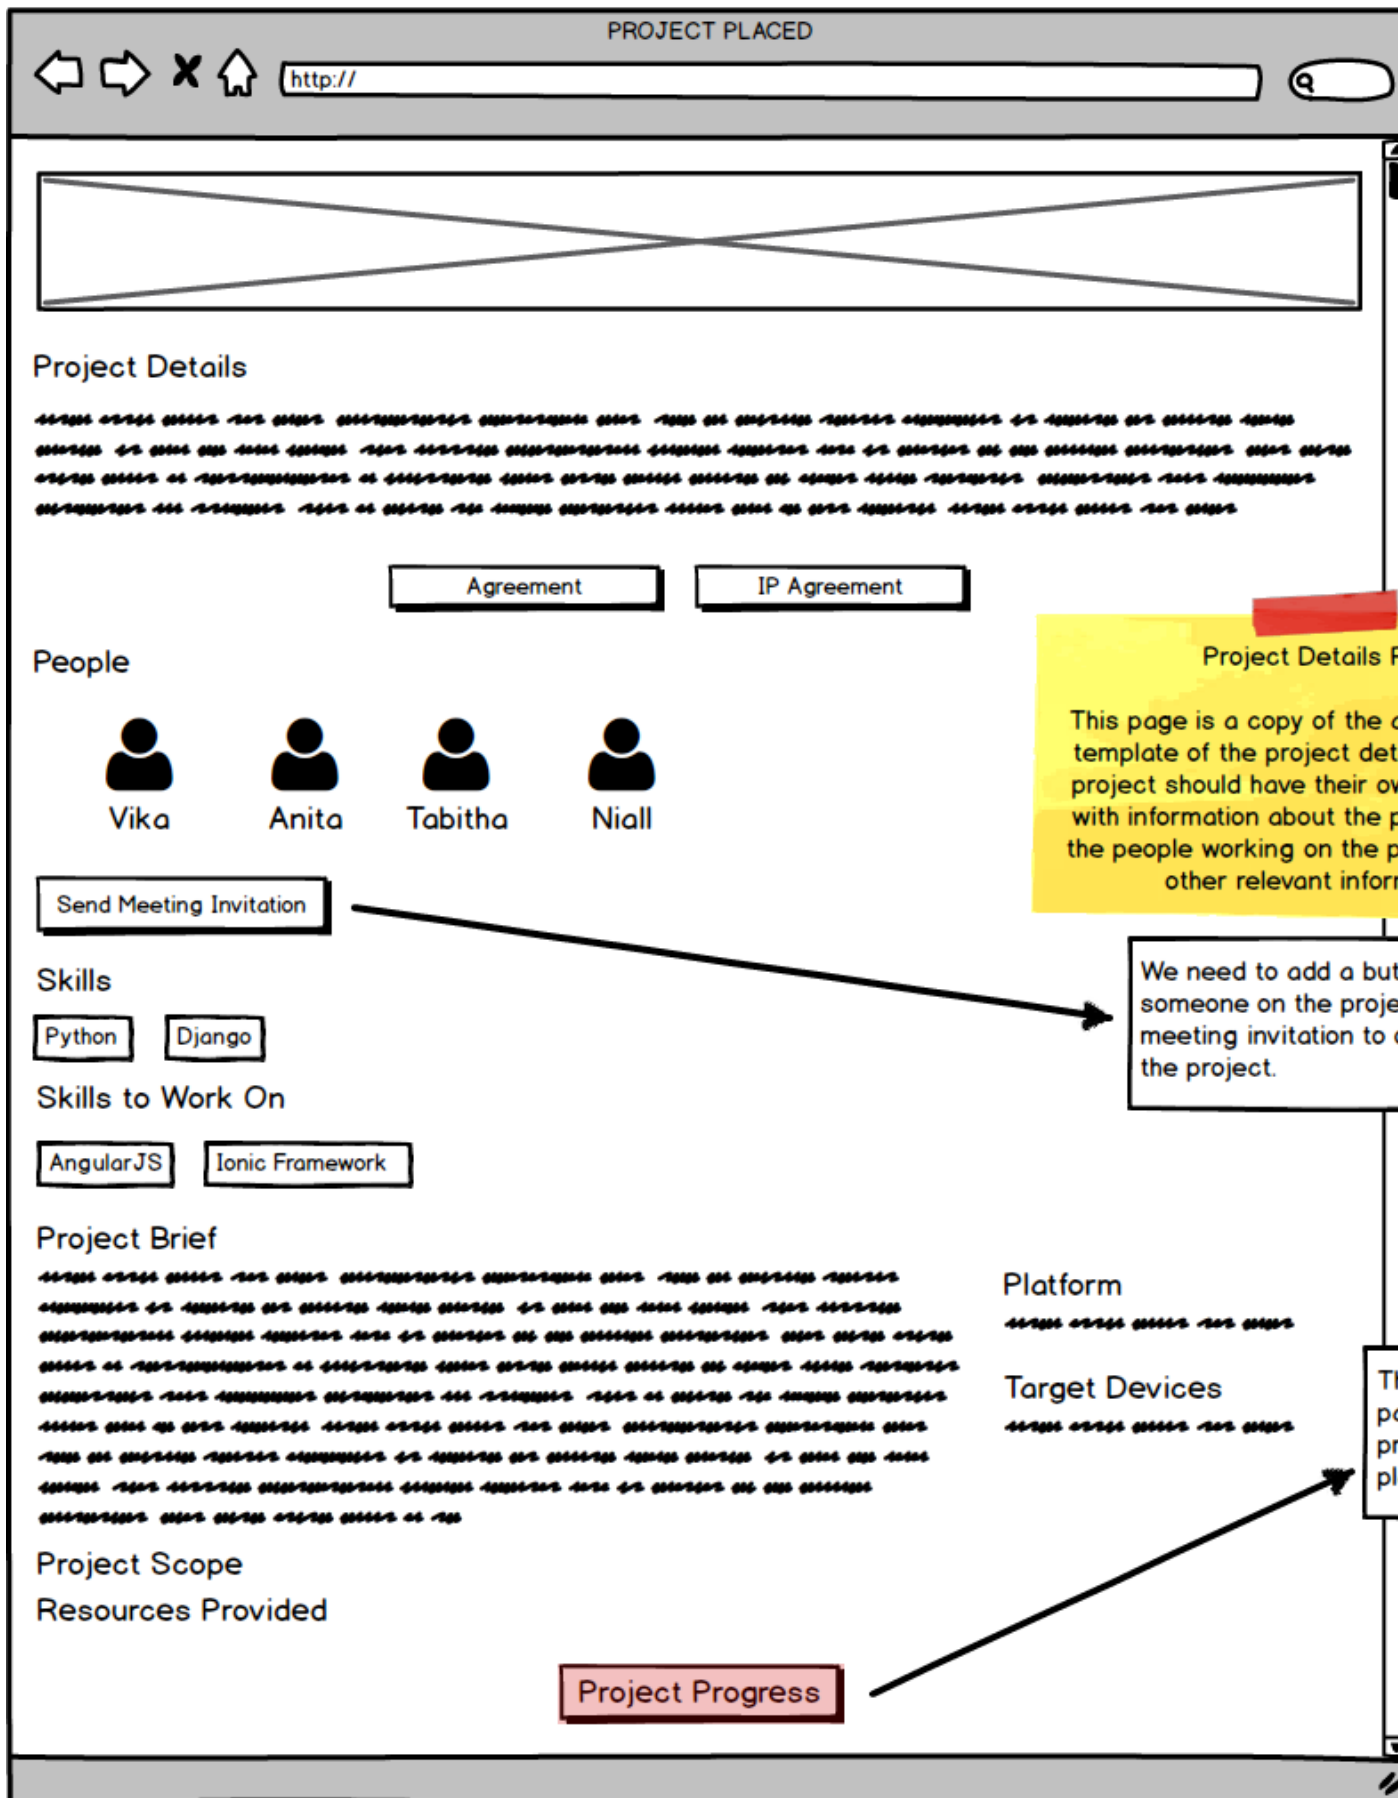 PROJECT PLACED
http://
Project Details
Agreement
IP Agreement
People
Vika
Anita
Tabitha
Niall
Project Details
This page is a copy of the
template of the project
project should have their
with information about the
the people working on the
other relevant
Send Meeting Invitation
We need to add a
someone on the
meeting invitation to
the project.
Skills
Python
Django
Skills to Work On
AngularJS
Ionic Framework
Project Brief
Platform
Target Devices
Project Scope
Resources Provided
Project Progress